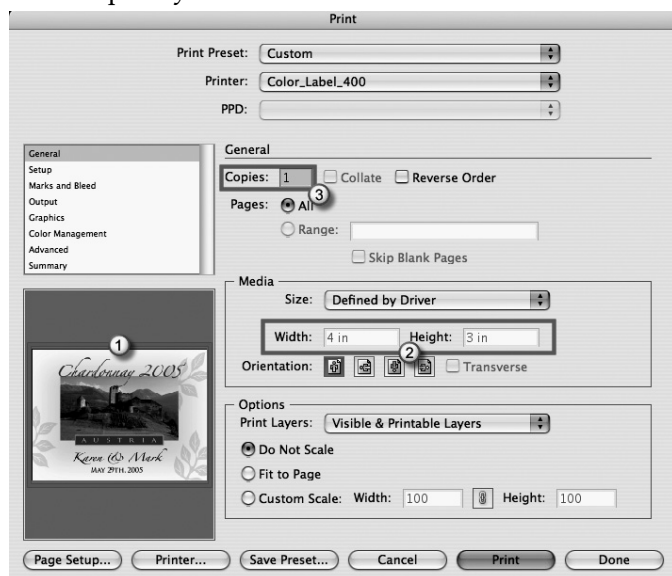 Print
Print Preset: Custom
Printer: Color_Label_400
PPD:
General
Setup
Marks and Bleed
Output
Graphics
Color Management
Advanced
Summary
General
Copies: 1 Collate Reverse Order
3
Pages: All
Range:
Skip Blank Pages
Media
Size: Defined by Driver
Width: 4 in Height: 3 in
2
Orientation: Transverse
Options
Print Layers: Visible & Printable Layers
Do Not Scale
Fit to Page
Custom Scale: Width: 100 Height: 100
1
Chardonnay 2005
AUSTRIA
Karen & Mark
MAY 29TH, 2005
Page Setup... Printer... Save Preset... Cancel Print Done